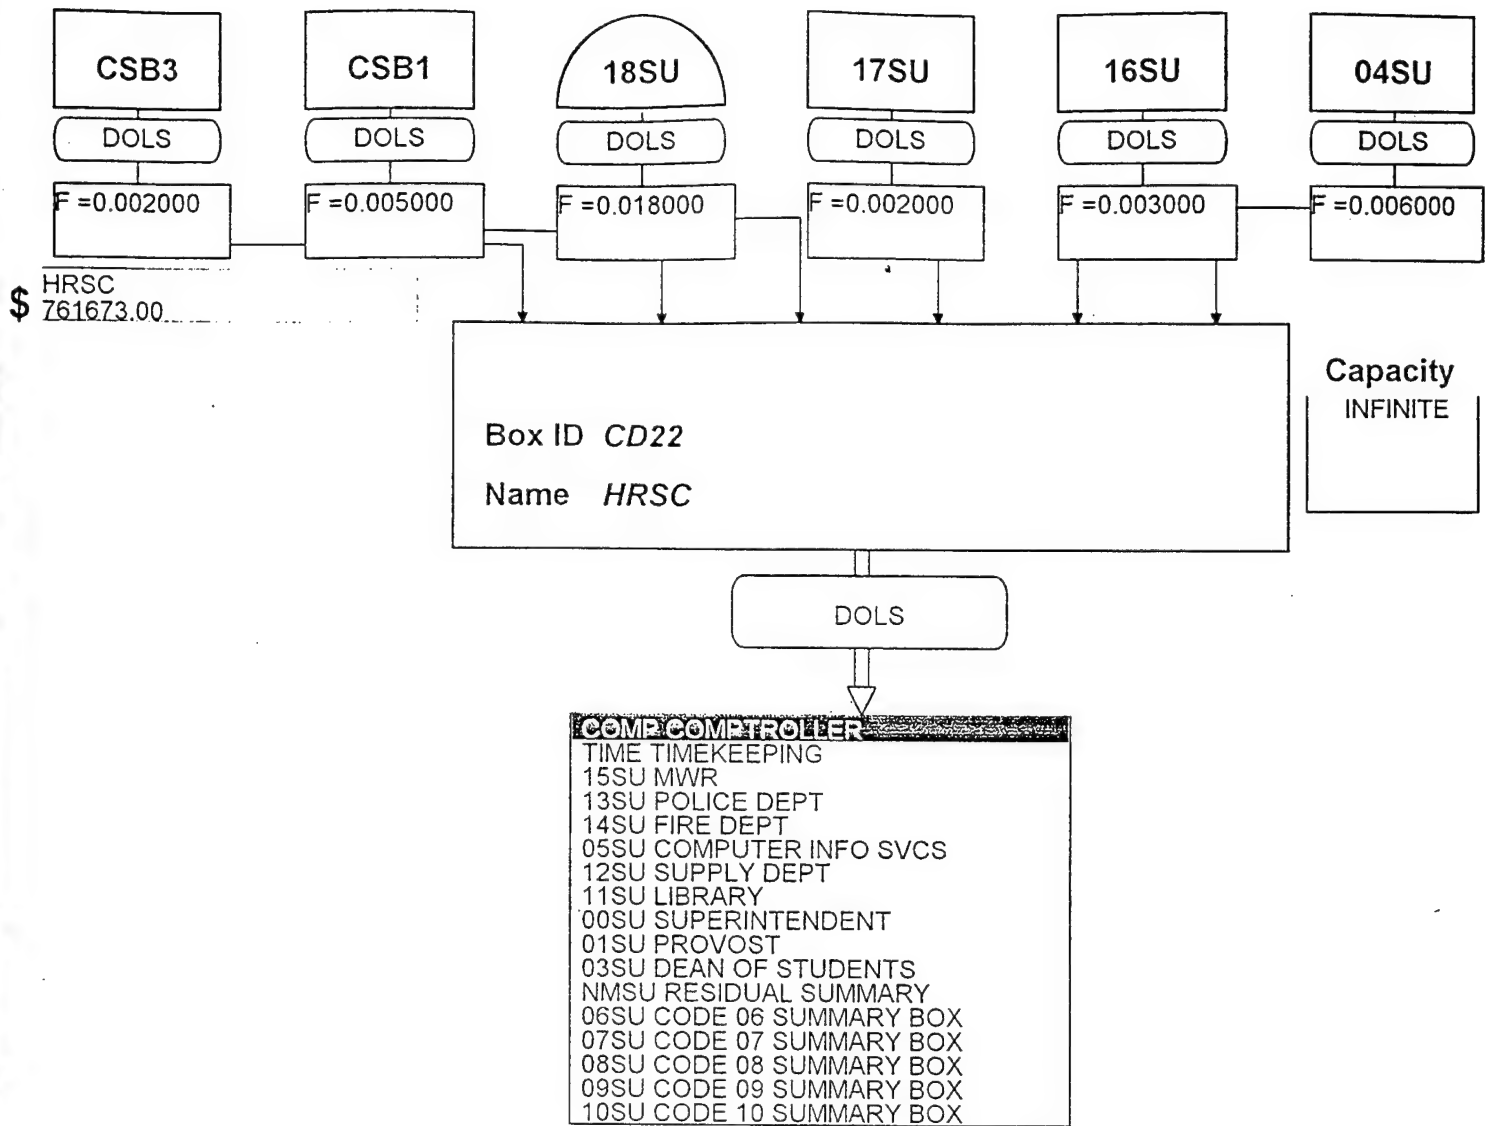 CSB3 CSB1 18SU 17SU 16SU 04SU
DOLS DOLS DOLS DOLS DOLS DOLS
F =0.002000 F =0.005000 F =0.018000 F =0.002000 F =0.003000 F =0.006000
HRSC
$ 761673.00
Capacity
INFINITE
Box ID CD22
Name HRSC
DOLS
COMP COMPTROLLER
TIME TIMEKEEPING
15SU MWR
13SU POLICE DEPT
14SU FIRE DEPT
05SU COMPUTER INFO SVCS
12SU SUPPLY DEPT
11SU LIBRARY
00SU SUPERINTENDENT
01SU PROVOST
03SU DEAN OF STUDENTS
NMSU RESIDUAL SUMMARY
06SU CODE 06 SUMMARY BOX
07SU CODE 07 SUMMARY BOX
08SU CODE 08 SUMMARY BOX
09SU CODE 09 SUMMARY BOX
10SU CODE 10 SUMMARY BOX